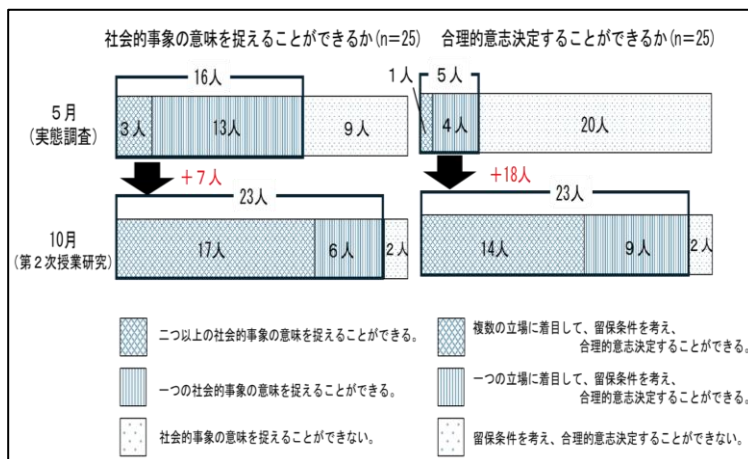 社会的事象の意味を捉えることができるか(n=25)
合理的意志決定することができるか(n=25)
16人
1人
5人
5月
(実態調査)
3人
13人
9人
4人
20人
+7人
+18人
23人
23人
10月
(第2次授業研究)
17人
6人
2人
14人
9人
2人
二つ以上の社会的事象の意味を捉えることができる。
複数の立場に着目して、留保条件を考え、
合理的意志決定することができる。
一つの社会的事象の意味を捉えることができる。
一つの立場に着目して、留保条件を考え、
合理的意志決定することができる。
社会的事象の意味を捉えることができない。
留保条件を考え、合理的意志決定することができない。